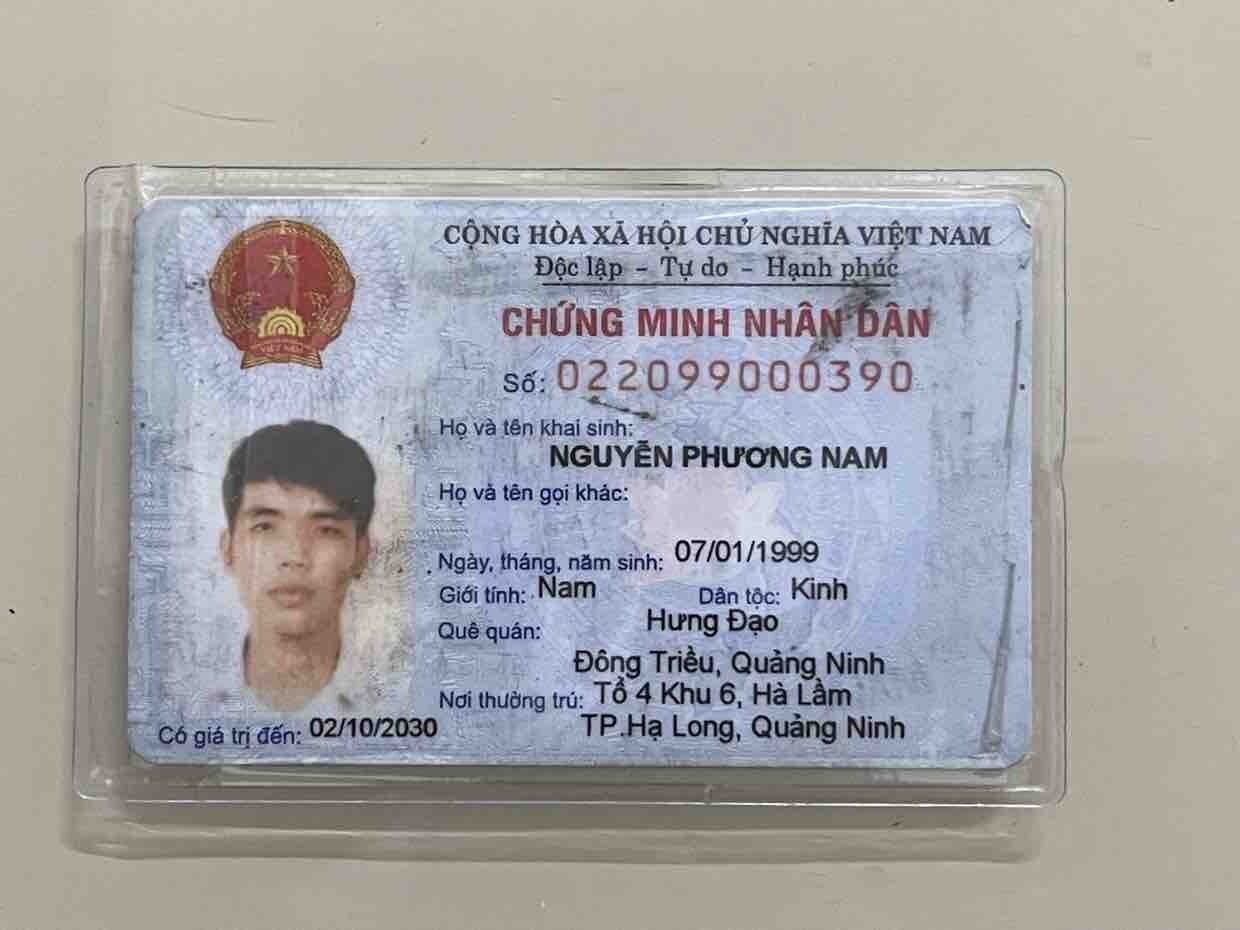 CỘNG HÒA XÃ HỘI CHỦ NGHĨA VIỆT NAM
Độc lập - Tự do - Hạnh phúc
CHỨNG MINH NHÂN DÂN
Số: 022099000390
Họ và tên khai sinh:
NGUYỄN PHƯƠNG NAM
Họ và tên gọi khác:
Ngày, tháng, năm sinh: 07/01/1999
Giới tính: Nam Dân tộc: Kinh
Quê quán: Hưng Đạo
Đông Triều, Quảng Ninh
Nơi thường trú: Tổ 4 Khu 6, Hà Lầm
TP.Hạ Long, Quảng Ninh
Có giá trị đến: 02/10/2030
VIỆT NAM